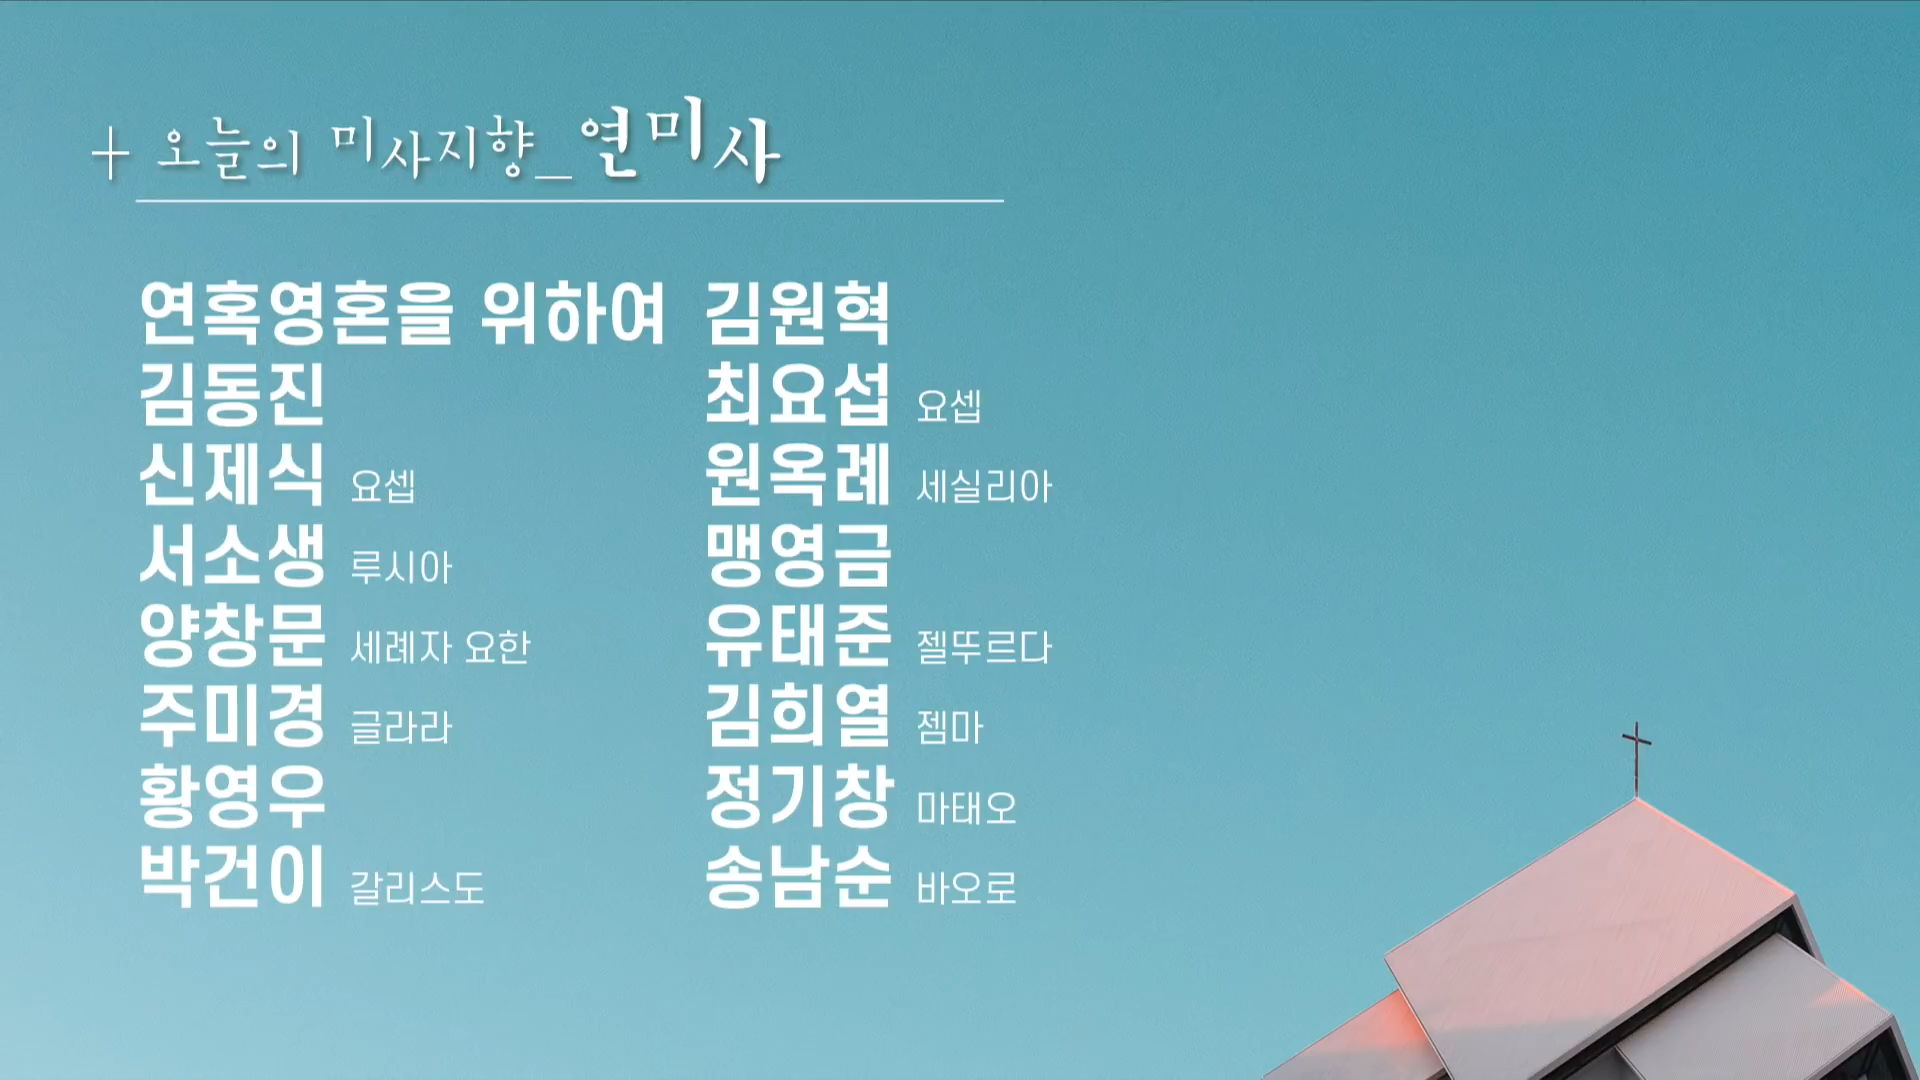 오늘의 미사지향_연미사
연혹영혼을 위하여
김동진
신제식 요셉
서소생 루시아
양창문 세례자 요한
주미경 글라라
황영우
박건이 갈리스도
김원혁
최요섭 요셉
원옥례 세실리아
맹영금
유태준 젤뚜르다
김희열 젬마
정기창 마태오
송남순 바오로